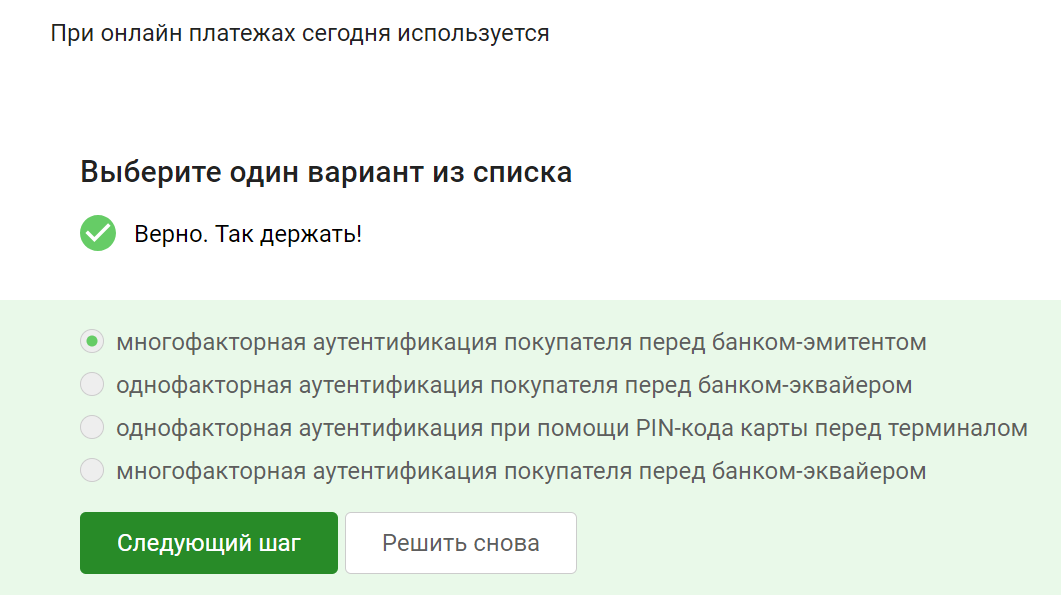 При онлайн платежах сегодня используется
Выберите один вариант из списка
Верно. Так держать!
многофакторная аутентификация покупателя перед банком-эмитентом
однофакторная аутентификация покупателя перед банком-эквайером
однофакторная аутентификация при помощи PIN-кода карты перед терминалом
многофакторная аутентификация покупателя перед банком-эквайером
Следующий шаг Решить снова